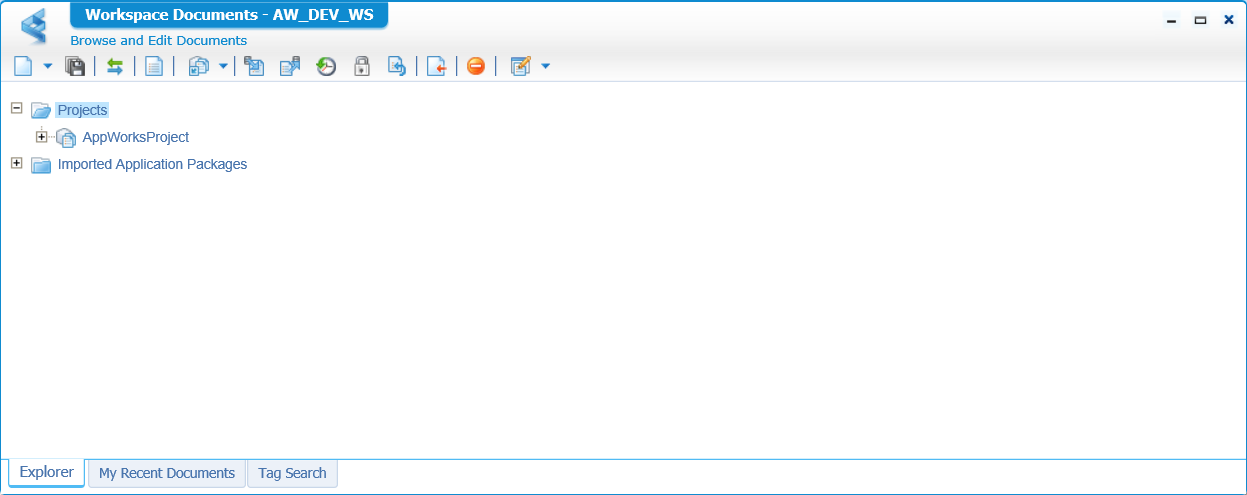 Workspace Documents - AW_DEV_WS
Browse and Edit Documents
Projects
AppWorksProject
Imported Application Packages
Explorer
My Recent Documents
Tag Search